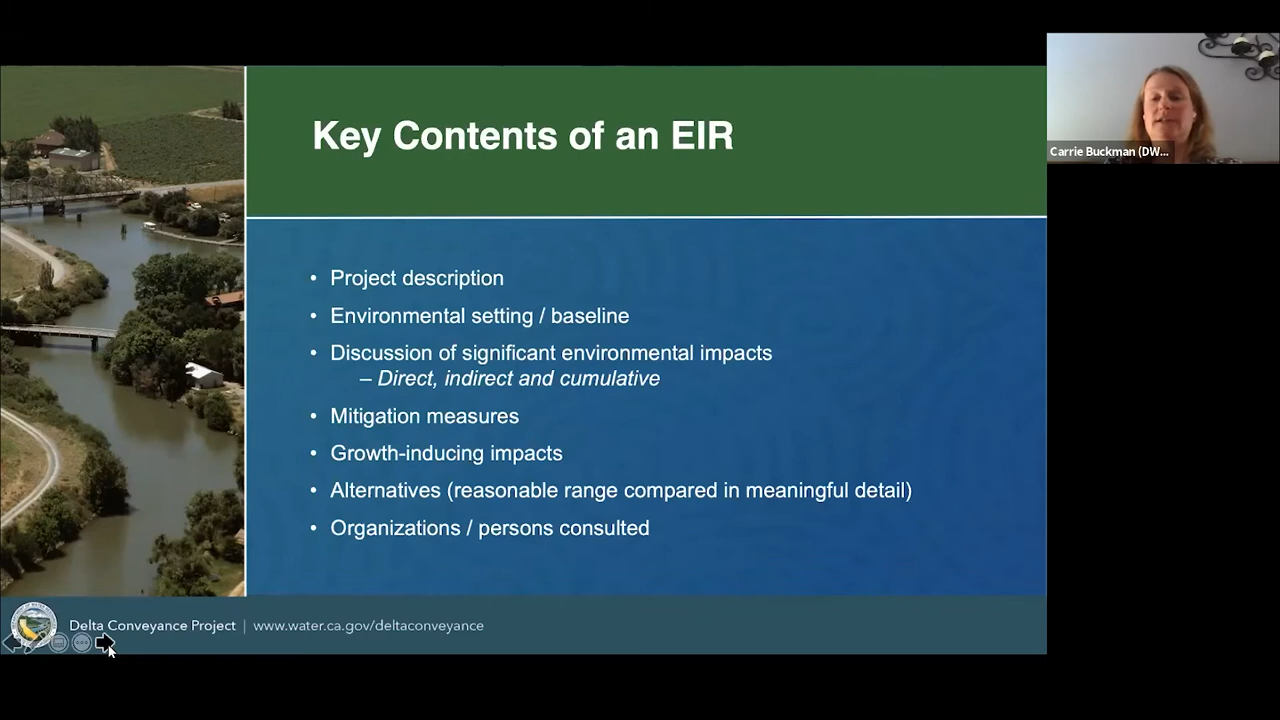 Key Contents of an EIR
Carrie Buckman (DW...
• Project description
• Environmental setting / baseline
• Discussion of significant environmental impacts
– Direct, indirect and cumulative
• Mitigation measures
• Growth-inducing impacts
• Alternatives (reasonable range compared in meaningful detail)
• Organizations / persons consulted
Delta Conveyance Project | www.water.ca.gov/deltaconveyance